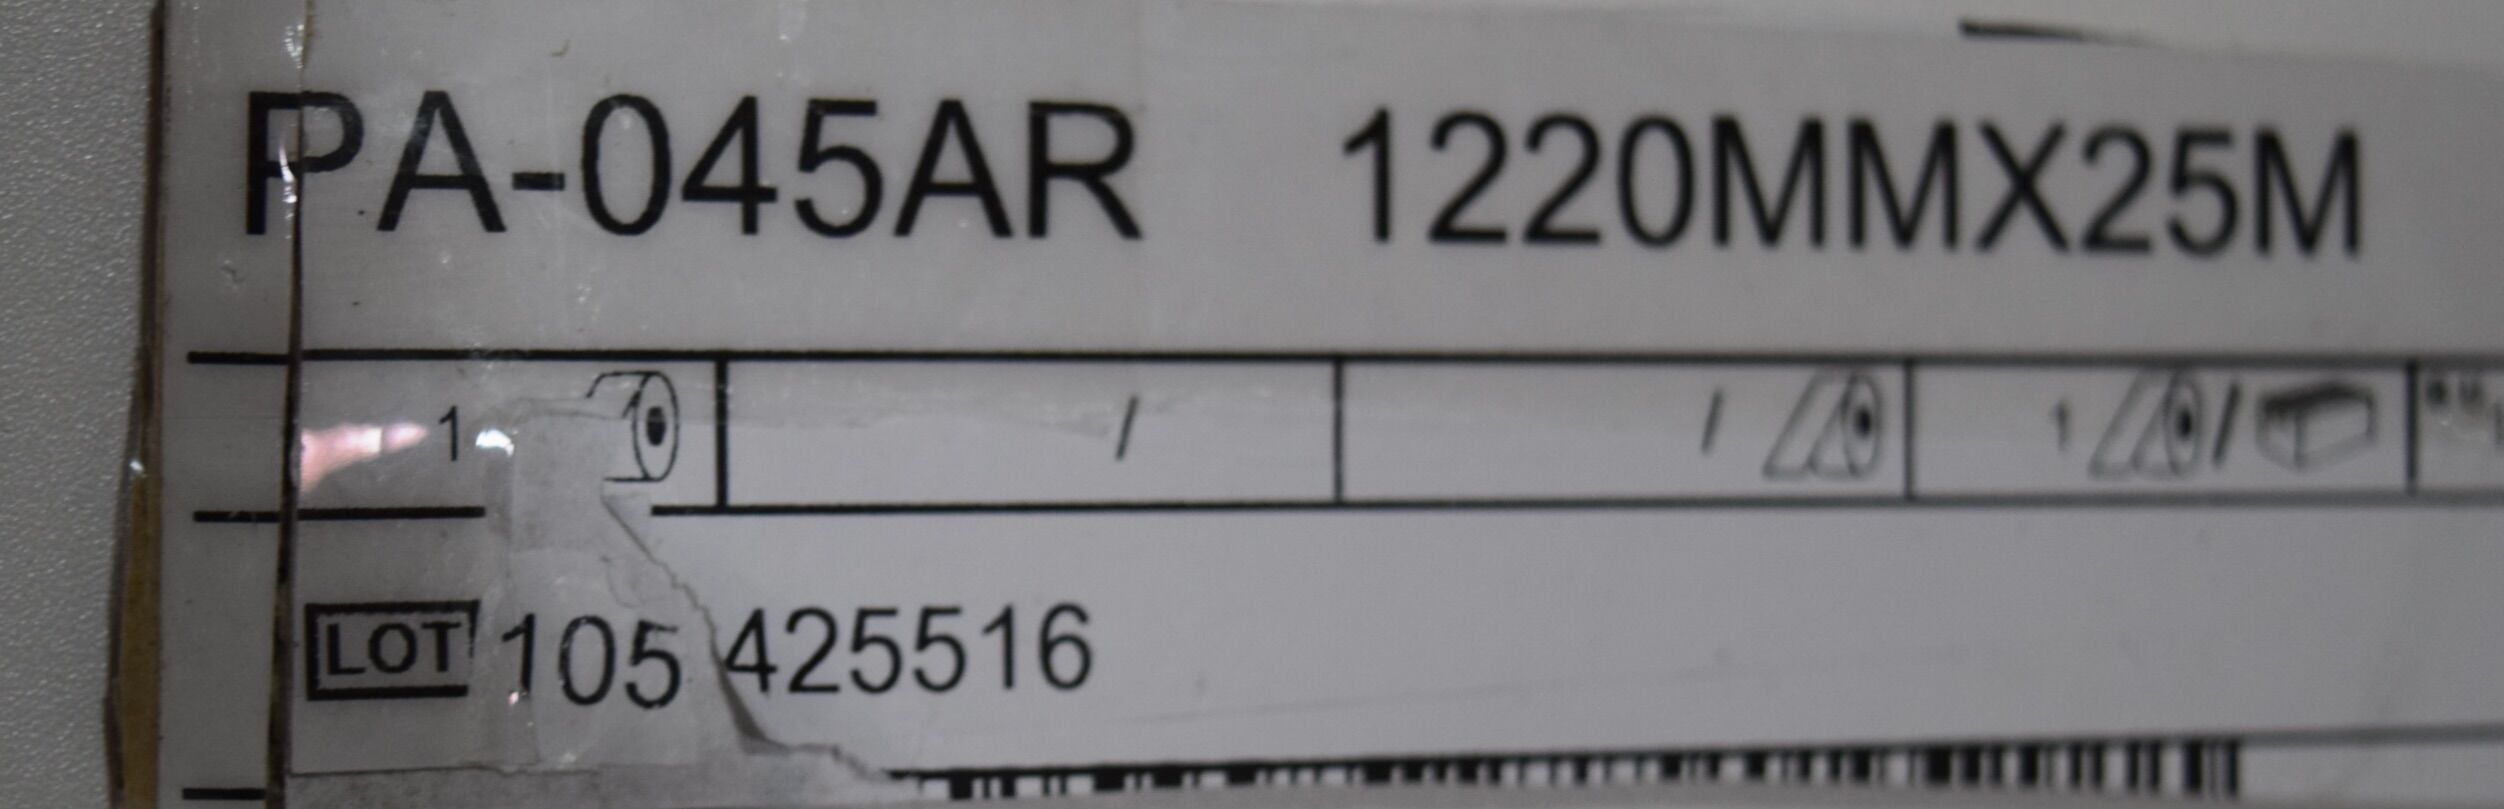 PA-045AR 1220MMX25M
1 / / 1 /
LOT 105 425516